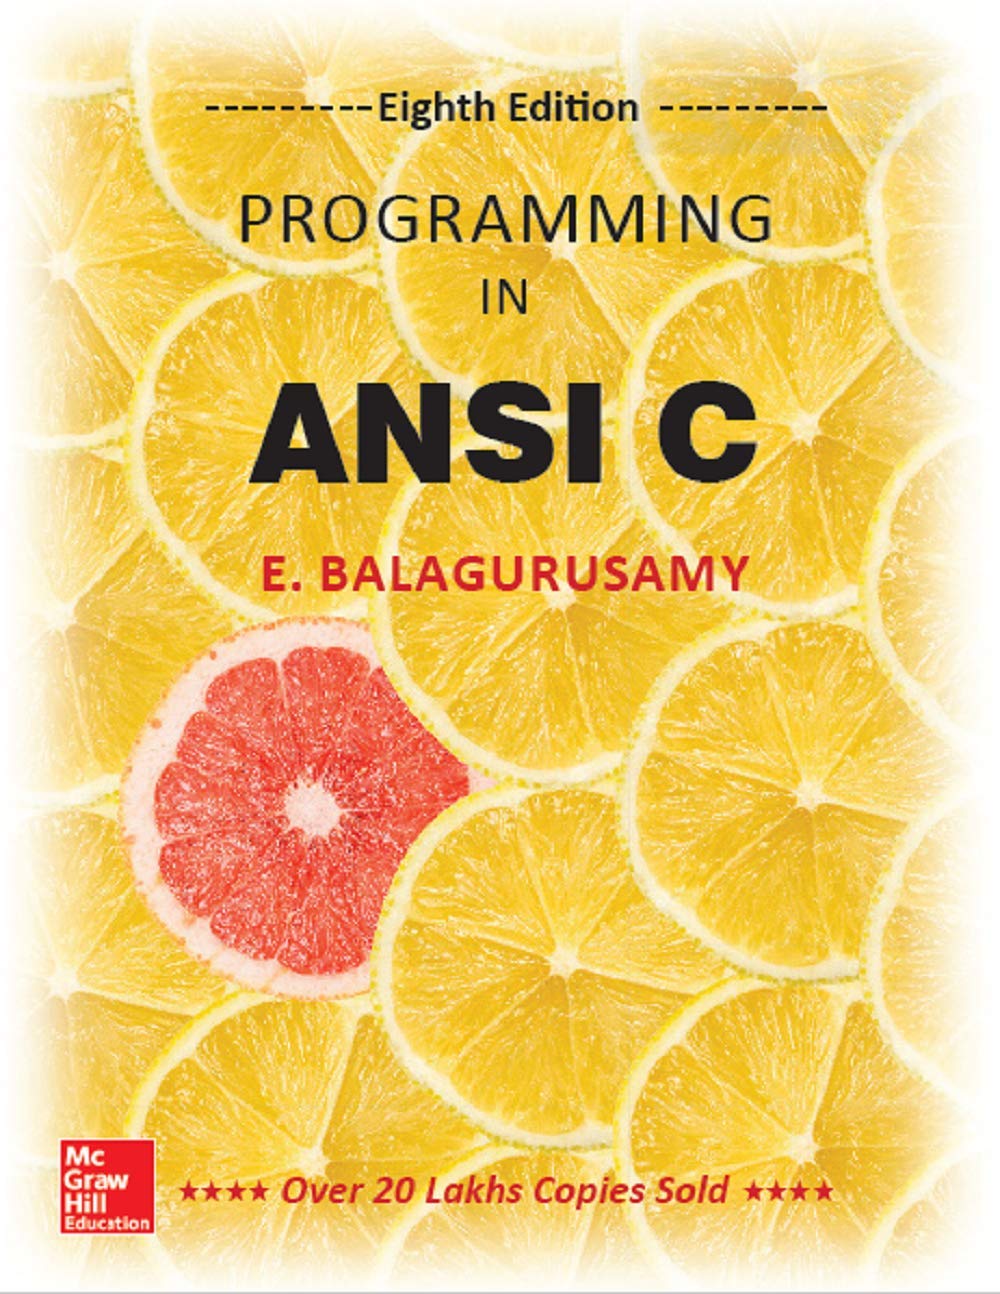 ---------Eighth Edition ---------
PROGRAMMING
IN
ANSI C
E. BALAGURUSAMY
Mc
Graw
Hill
Education
★★★★ Over 20 Lakhs Copies Sold ★★★★